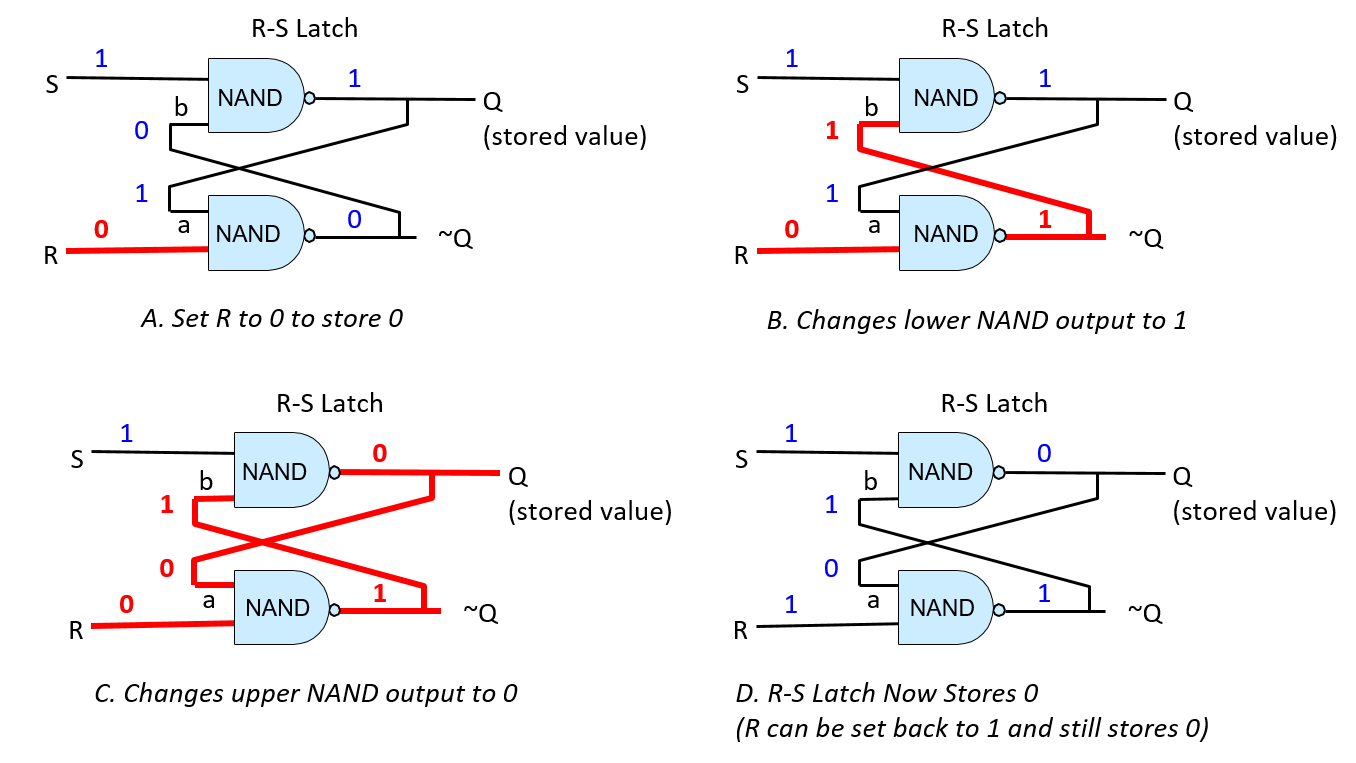 R-S Latch
1
S
NAND
1
Q
(stored value)
b
0
1
a
R
0
NAND
0
~Q
A. Set R to 0 to store 0
R-S Latch
1
S
NAND
1
Q
(stored value)
b
1
1
a
R
0
NAND
1
~Q
B. Changes lower NAND output to 1
R-S Latch
1
S
NAND
0
Q
(stored value)
b
1
0
a
R
0
NAND
1
~Q
C. Changes upper NAND output to 0
R-S Latch
1
S
NAND
0
Q
(stored value)
b
1
0
a
R
1
NAND
1
~Q
D. R-S Latch Now Stores 0
(R can be set back to 1 and still stores 0)